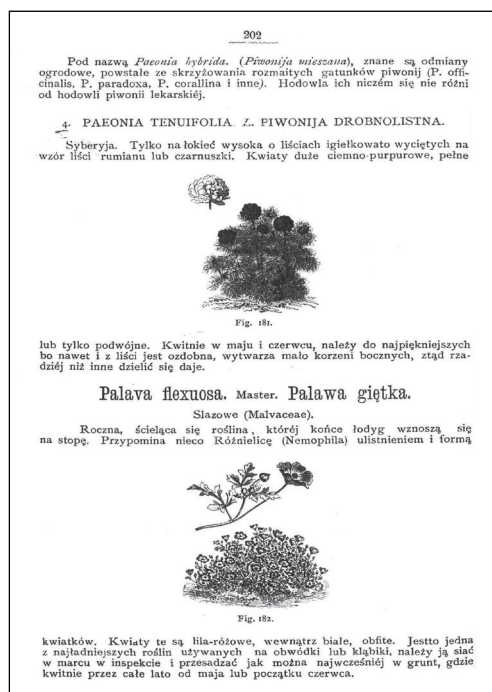 202
Pod nazwą Paeonia hybrida. (Piwonija mieszana), znane są odmiany
ogrodowe, powstałe ze skrzyżowania rozmaitych gatunków piwonij (P. offi-
cinalis, P. paradoxa, P. corallina i inne). Hodowla ich niczém się nie różni
od hodowli piwonii lekarskiéj.
4. PAEONIA TENUIFOLIA. L. PIWONIJA DROBNOLISTNA.
Syberyja. Tylko na łokieć wysoka o liściach igiełkowato wyciętych na
wzór liści rumianu lub czarnuszki. Kwiaty duże ciemno-purpurowe, pełne
Fig. 181.
lub tylko podwójne. Kwitnie w maju i czerwcu, należy do najpiękniejszych
bo nawet i z liści jest ozdobna, wytwarza mało korzeni bocznych, ztąd rza-
dziéj niż inne dzielić się daje.
Palava flexuosa. Master. Palawa giętka.
Slazowe (Malvaceae).
Roczna, ścieląca się roślina, któréj końce łodyg wznoszą się
na stopę. Przypomina nieco Różnielicę (Nemophila) ulistnieniem i formą
Fig. 182.
kwiatków. Kwiaty te są lila-różowe, wewnątrz białe, obfite. Jestto jedna
z najładniejszych roślin używanych na obwódki lub kłąbiki, należy ją siać
w marcu w inspekcie i przesadzać jak można najwcześniéj w grunt, gdzie
kwitnie przez całe lato od maja lub początku czerwca.